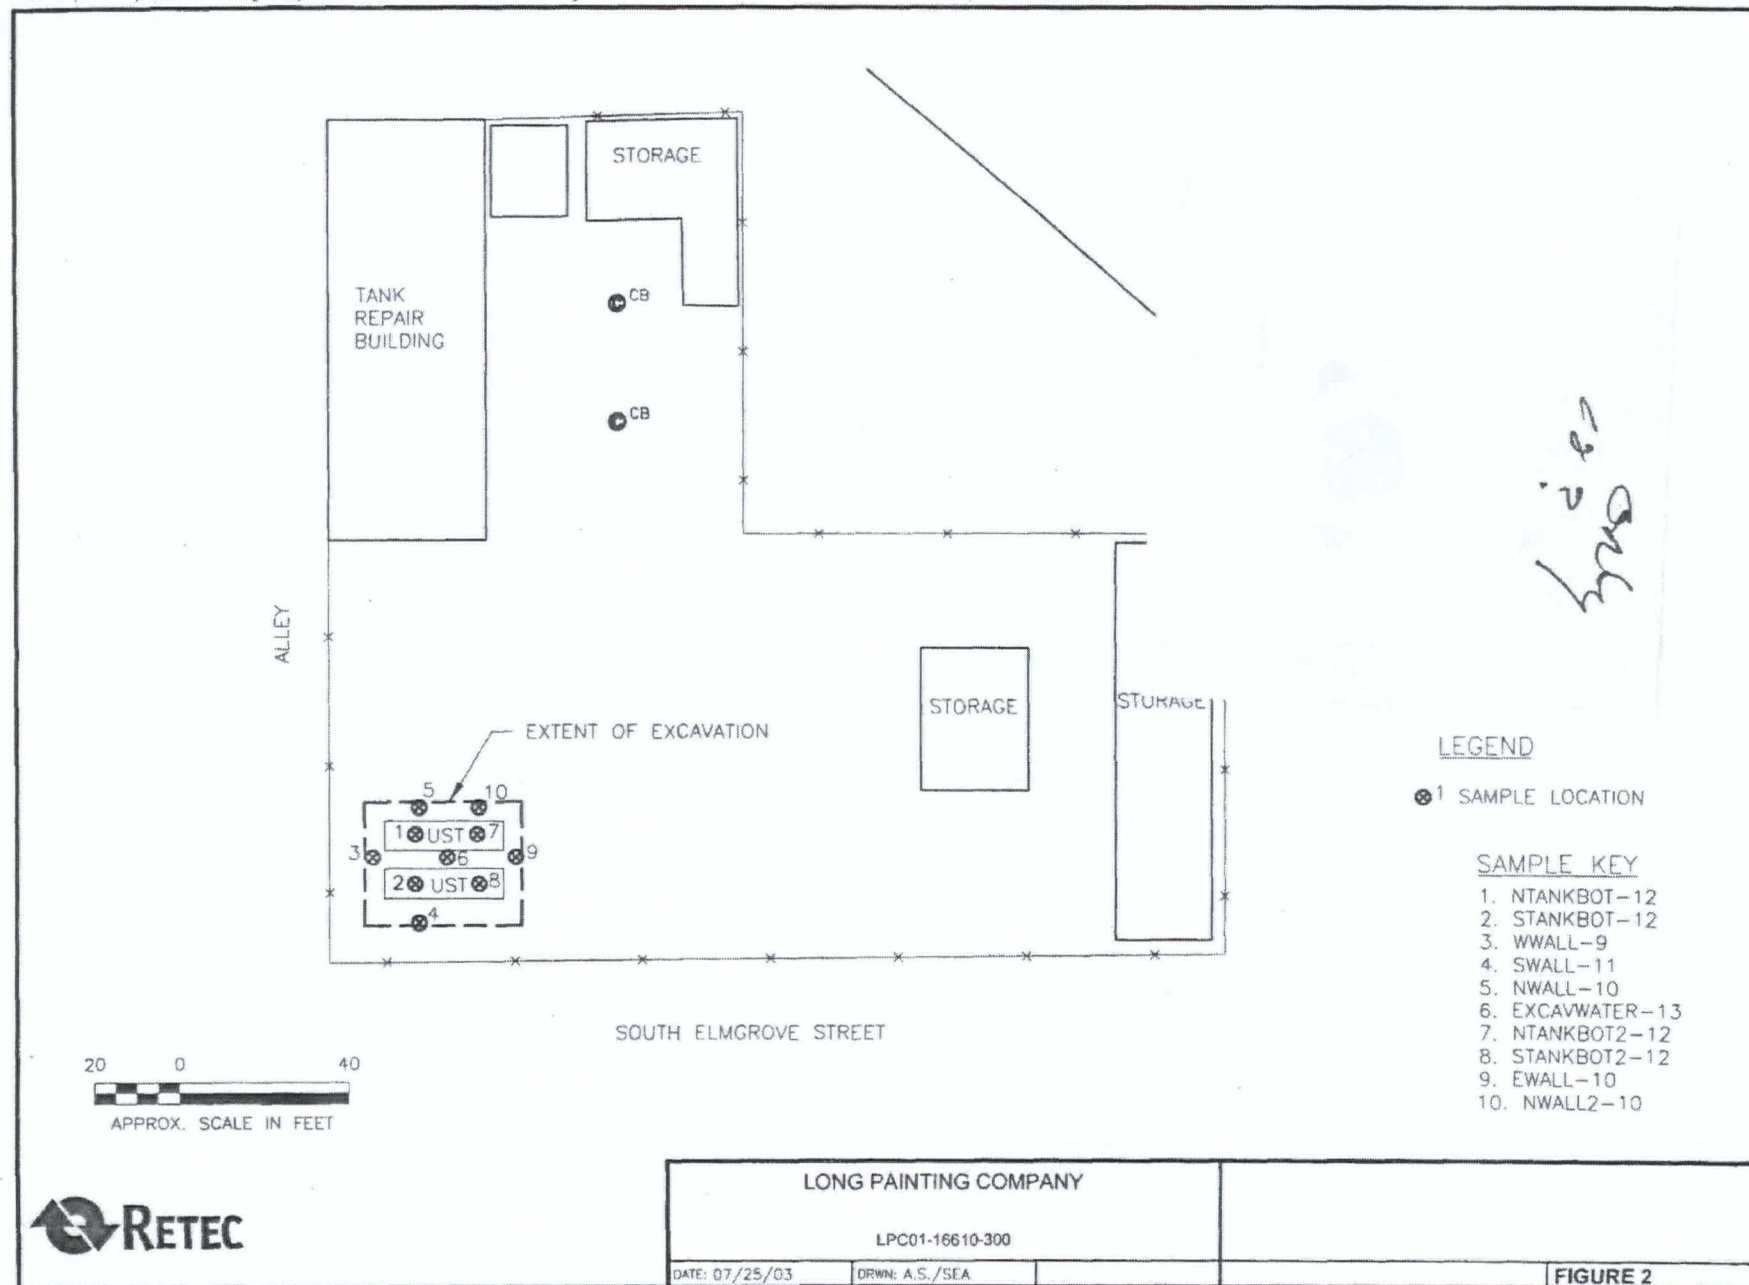 STORAGE
TANK
REPAIR
BUILDING
CB
CB
ALLEY
STORAGE
STORAGE
EXTENT OF EXCAVATION
5 10
1 UST 7
3 6 9
2 UST 8
4
LEGEND
1 SAMPLE LOCATION
SAMPLE KEY
1. NTANKBOT-12
2. STANKBOT-12
3. WWALL-9
4. SWALL-11
5. NWALL-10
6. EXCAVWATER-13
7. NTANKBOT2-12
8. STANKBOT2-12
9. EWALL-10
10. NWALL2-10
SOUTH ELMGROVE STREET
20 0 40
APPROX. SCALE IN FEET
RETEC
LONG PAINTING COMPANY
LPC01-16610-300
DATE: 07/25/03 DRWN: A.S./SEA
FIGURE 2